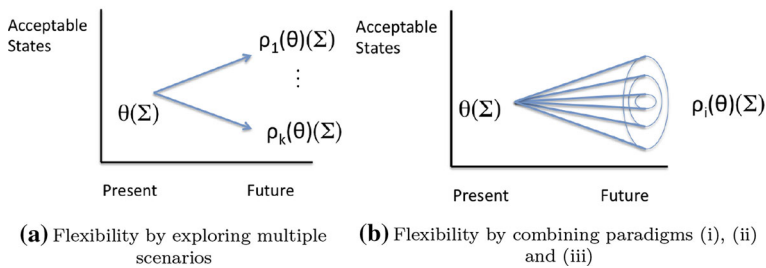 Acceptable
States
ρ1(θ)(Σ)
⋮
θ(Σ)
ρk(θ)(Σ)
Present Future
(a) Flexibility by exploring multiple
scenarios
Acceptable
States
θ(Σ)
ρi(θ)(Σ)
Present Future
(b) Flexibility by combining paradigms (i), (ii)
and (iii)